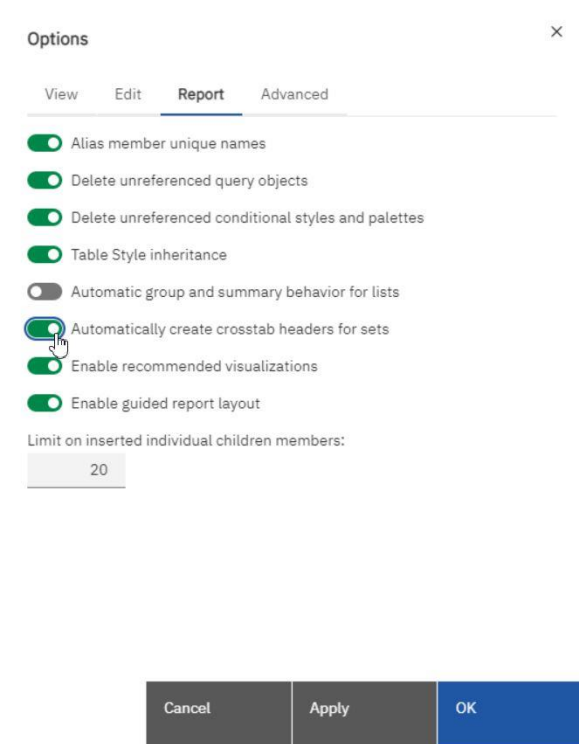 Options
View Edit Report Advanced
Alias member unique names
Delete unreferenced query objects
Delete unreferenced conditional styles and palettes
Table Style inheritance
Automatic group and summary behavior for lists
Automatically create crosstab headers for sets
Enable recommended visualizations
Enable guided report layout
Limit on inserted individual children members:
20
Cancel Apply OK